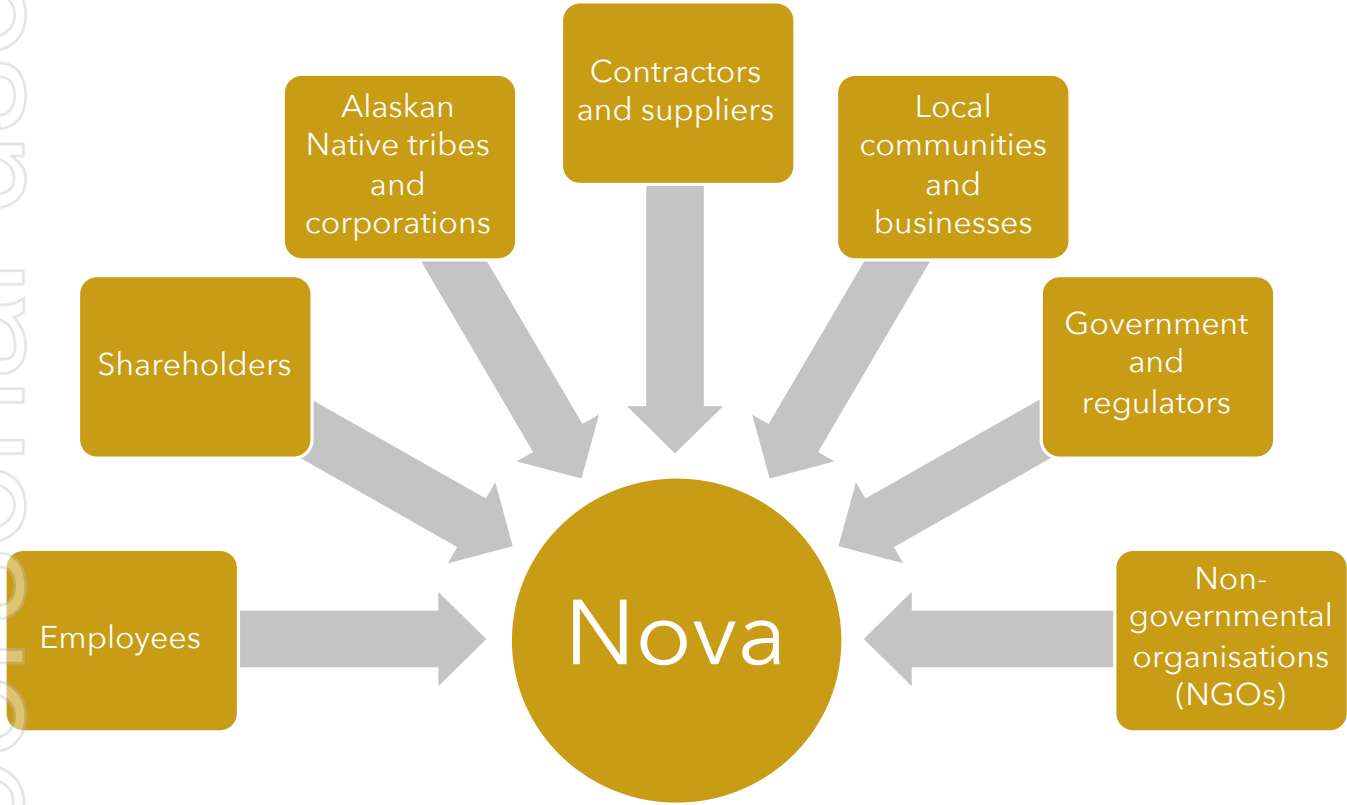 Contractors
and suppliers
Alaskan
Native tribes
and
corporations
Local
communities
and
businesses
Shareholders
Government
and
regulators
Employees
Nova
Non-
governmental
organisations
(NGOs)